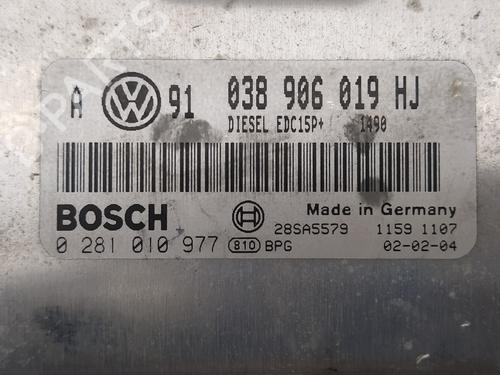 A VW 91 038 906 019 HJ
DIESEL EDC15P+ 1490
BOSCH
Made in Germany
28SA5579 1159 1107
0 281 010 977 810 BPG 02-02-04